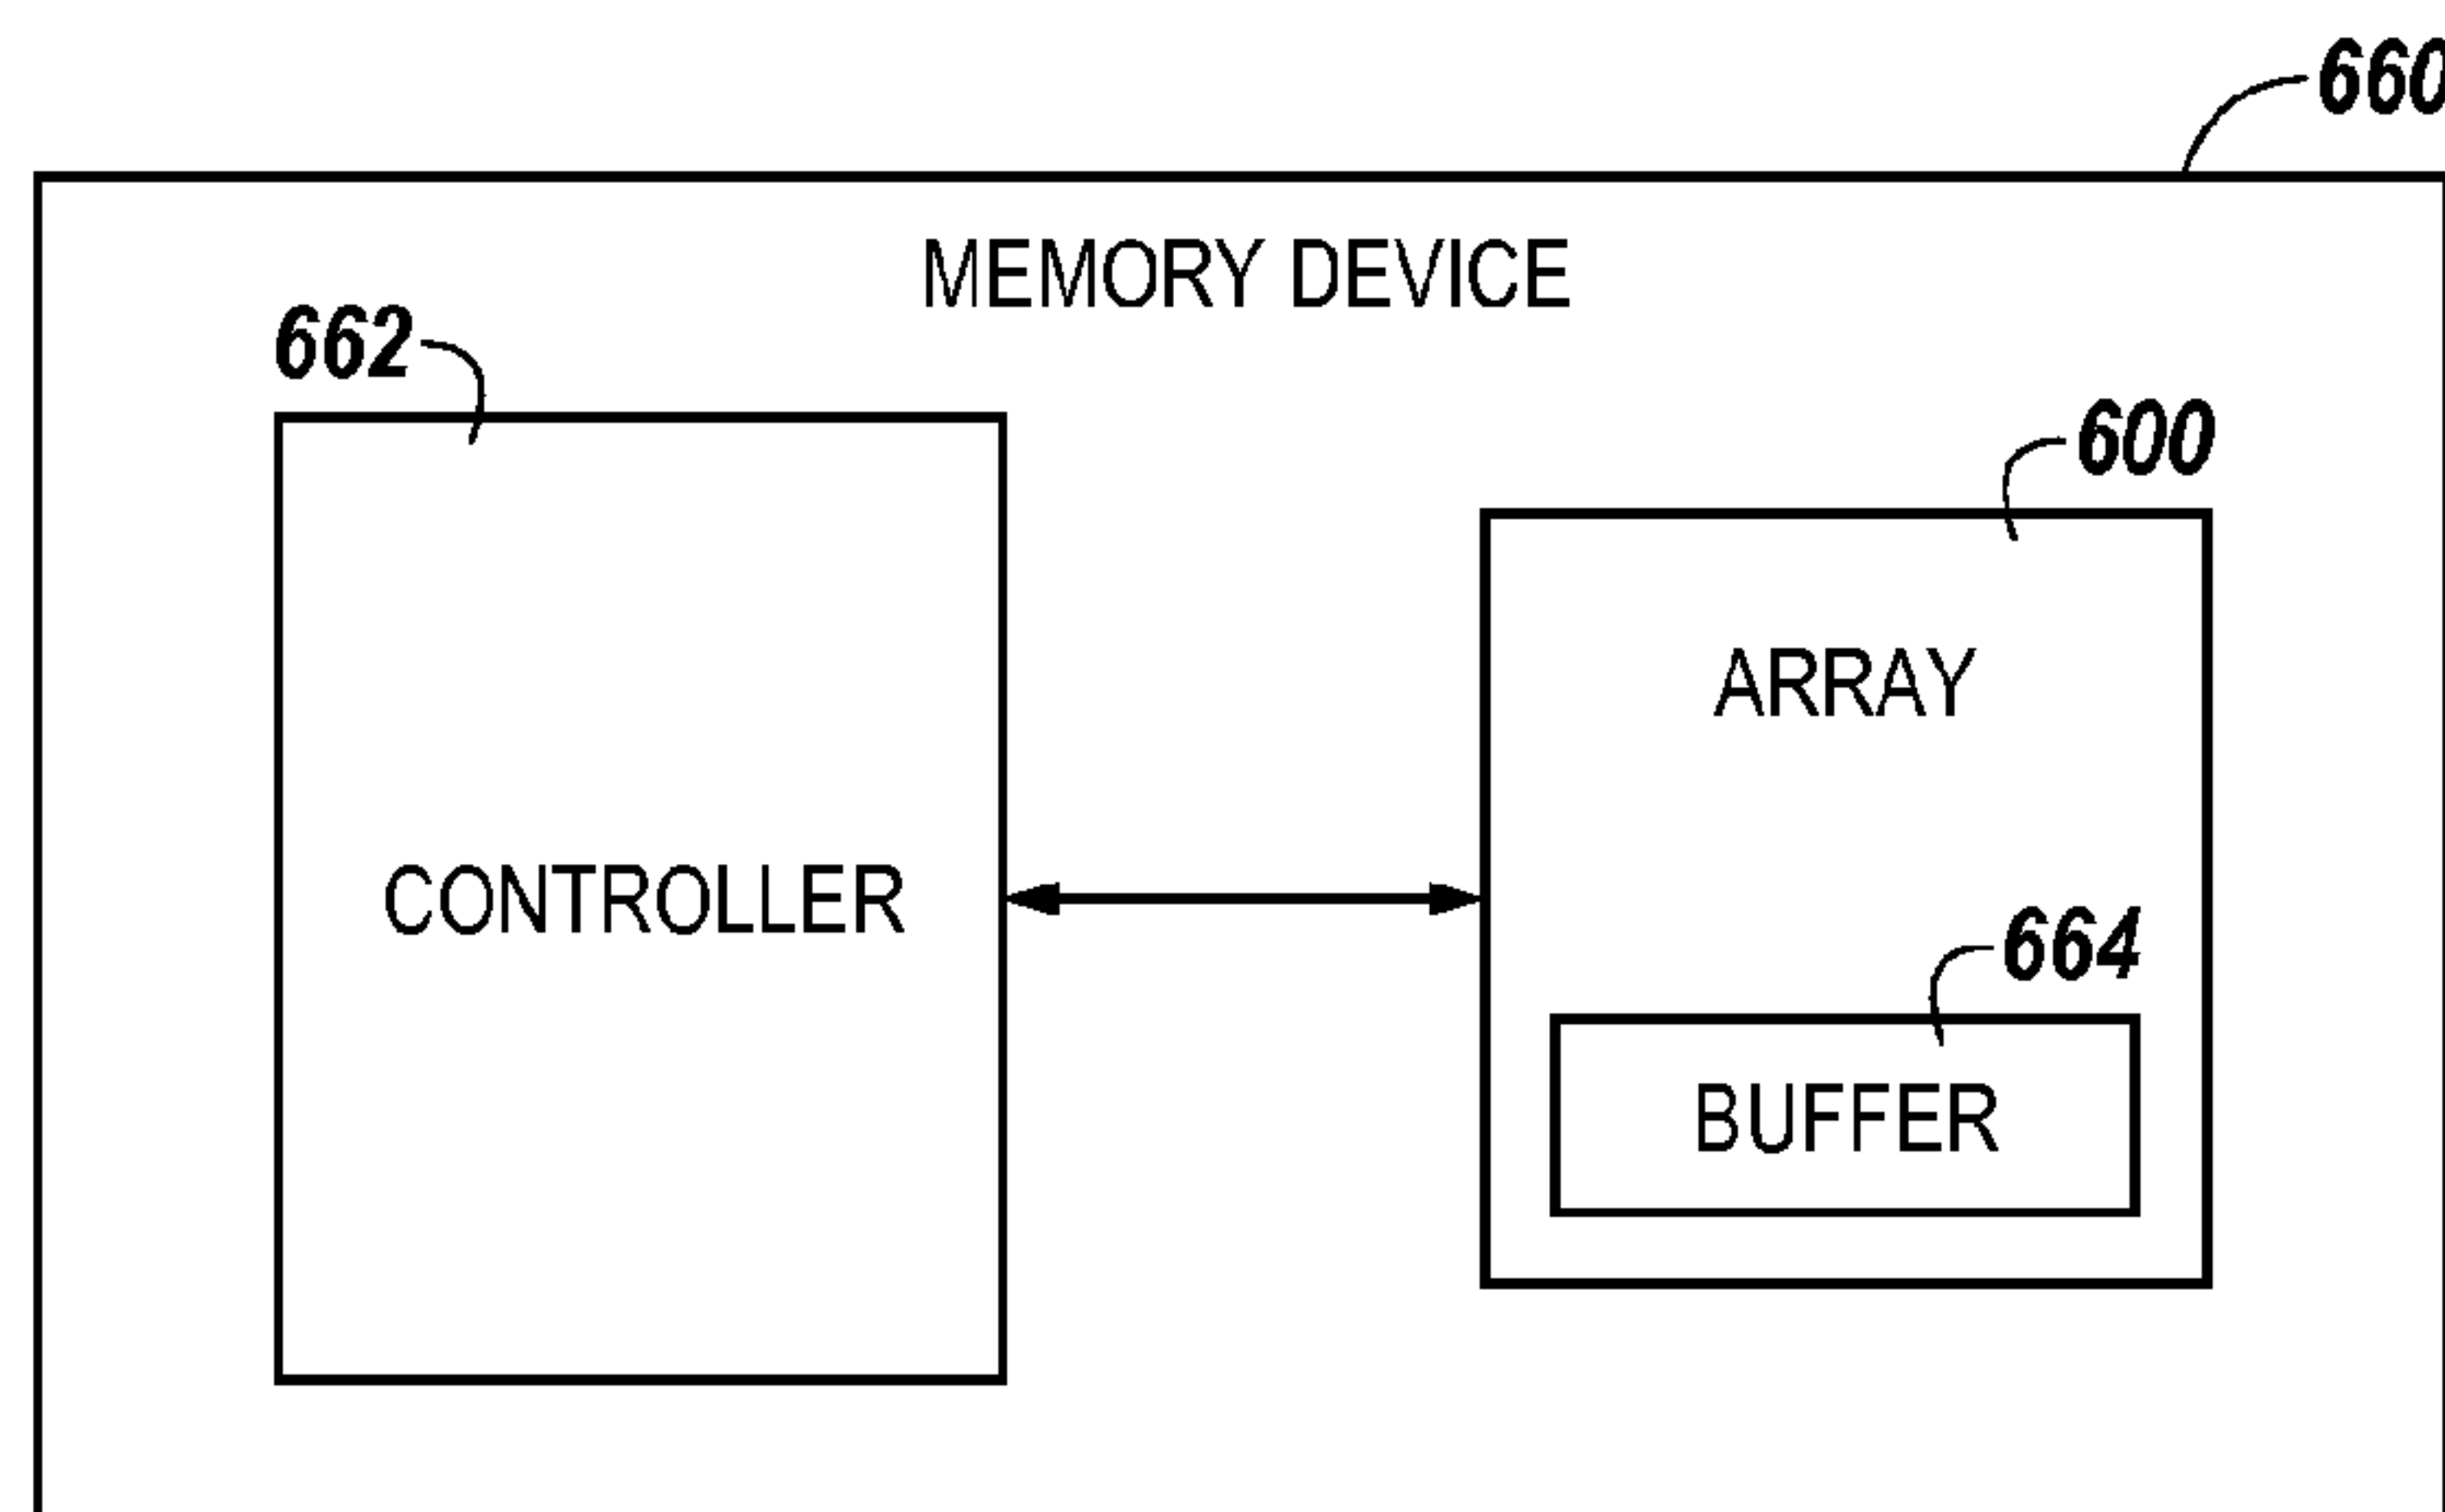 660
MEMORY DEVICE
662
600
ARRAY
CONTROLLER
664
BUFFER